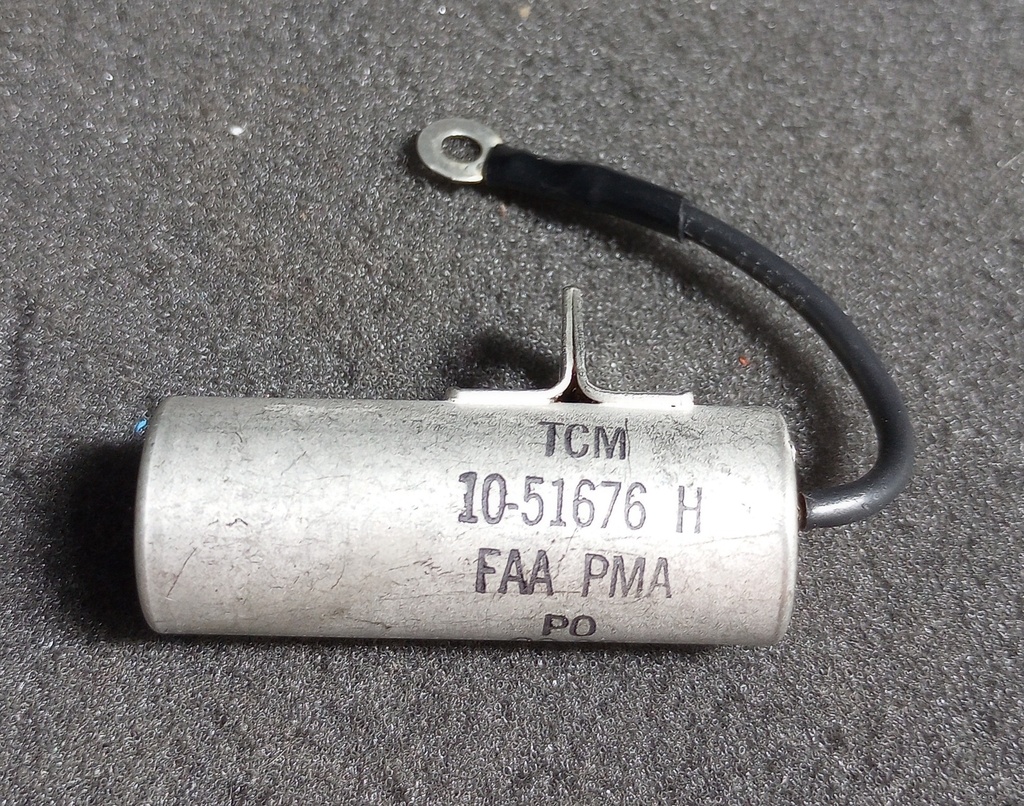 TCM
10-51676 H
FAA PMA
PO